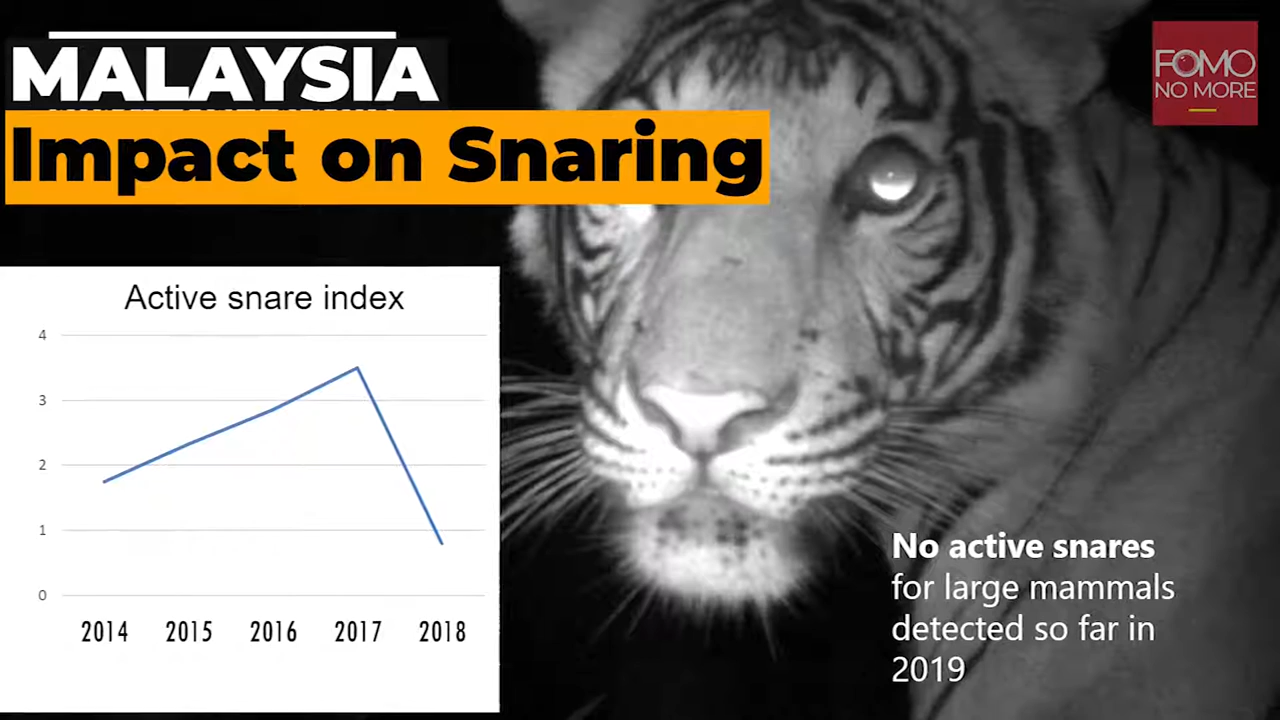 MALAYSIA
Impact on Snaring
FOMO
NO MORE
Active snare index
4
3
2
1
0
2014 2015 2016 2017 2018
No active snares
for large mammals
detected so far in
2019